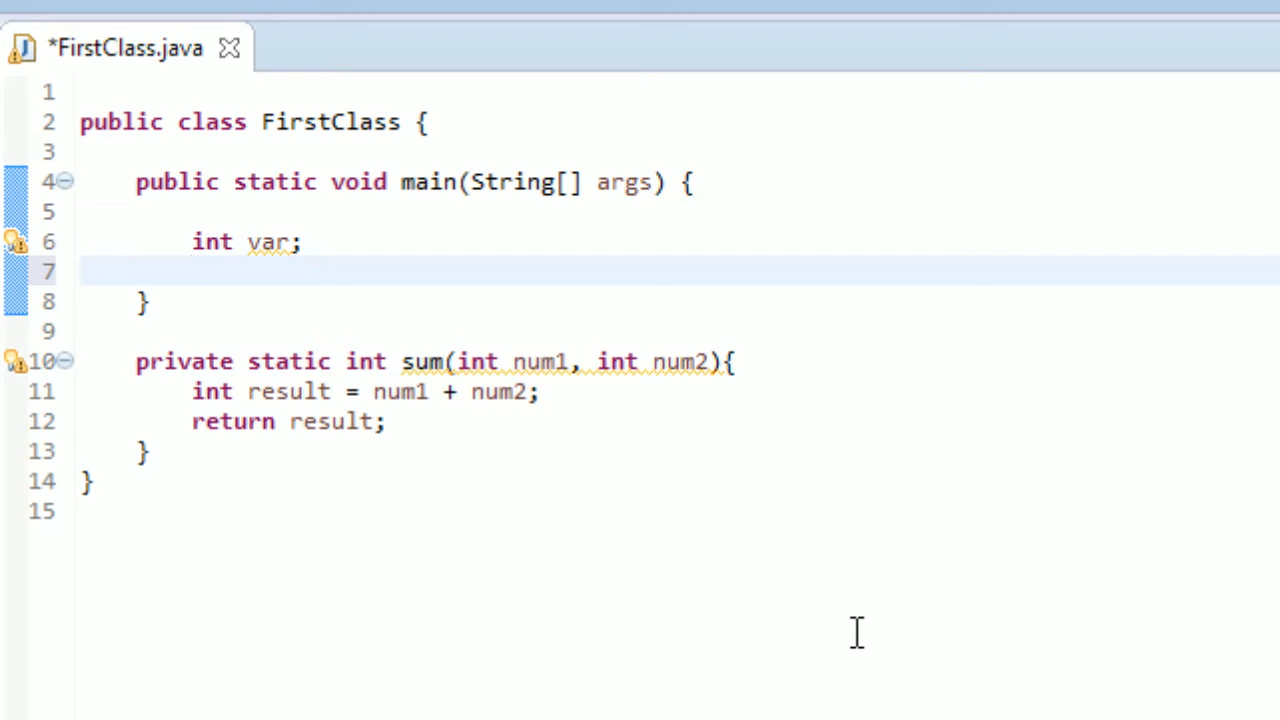 *FirstClass.java
1
2 public class FirstClass {
3
4 public static void main(String[] args) {
5
6 int var;
7
8 }
9
10 private static int sum(int num1, int num2){
11 int result = num1 + num2;
12 return result;
13 }
14 }
15